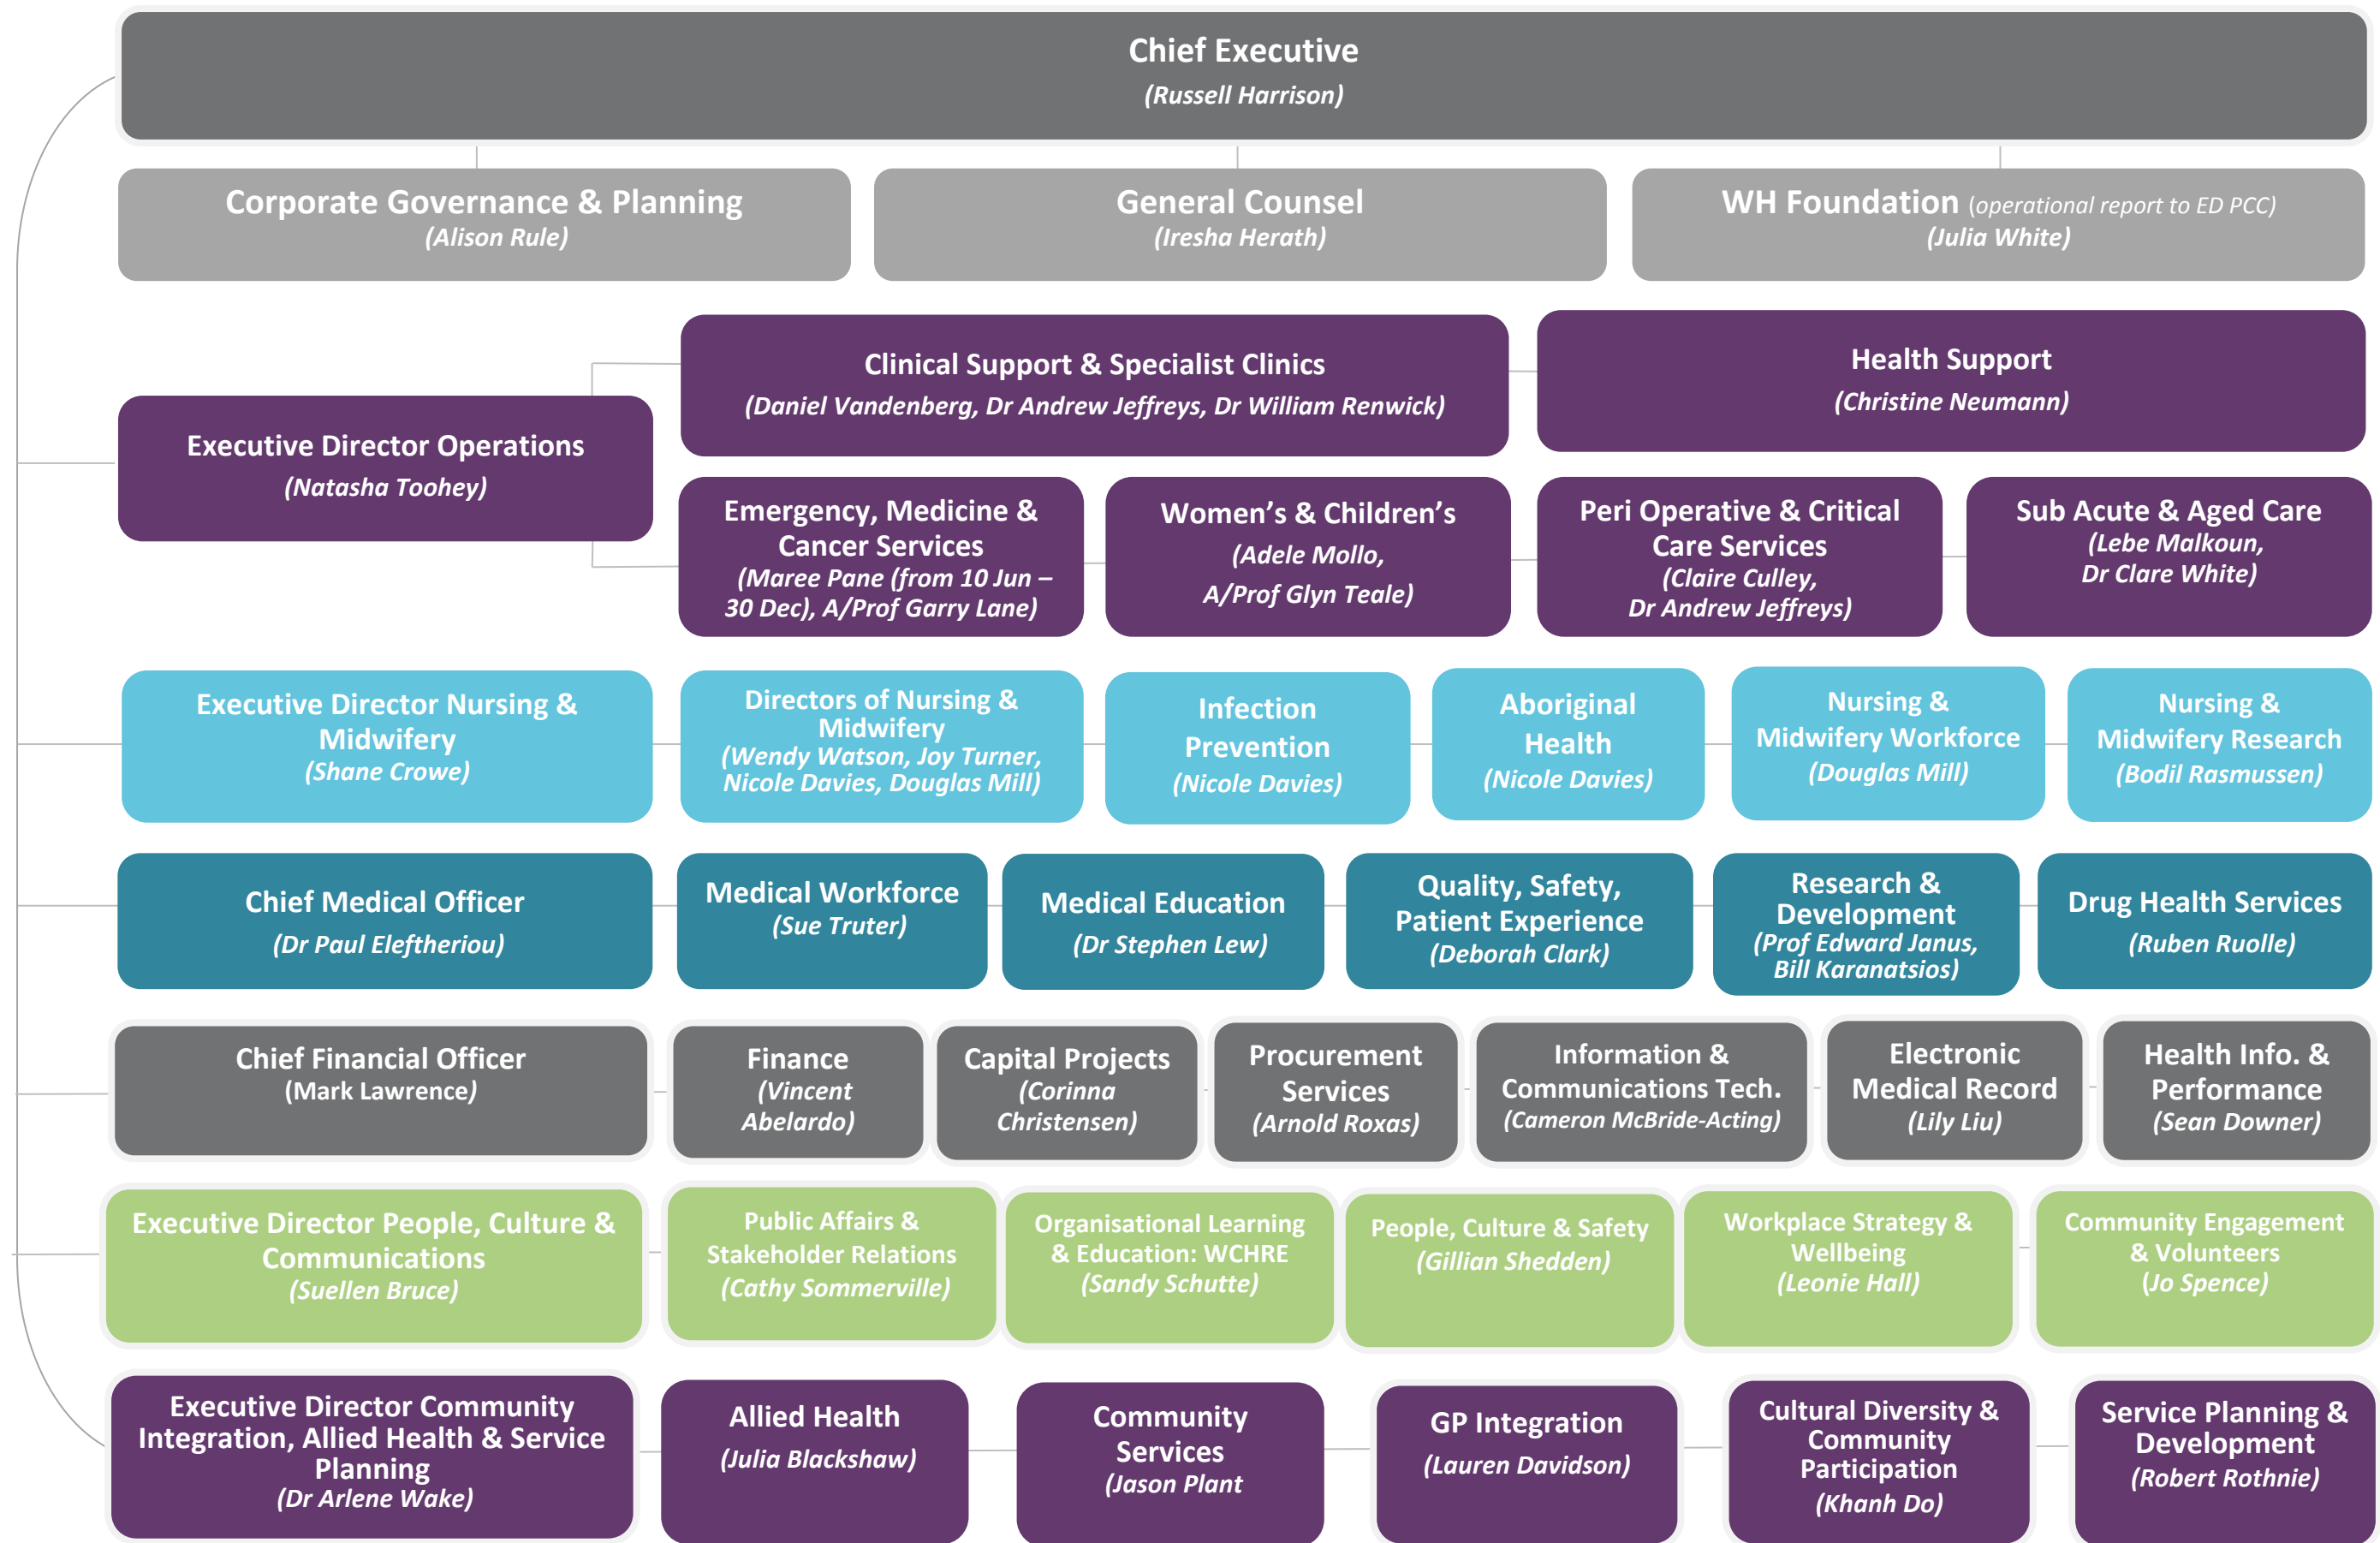 Chief Executive
(Russell Harrison)
Corporate Governance & Planning
(Alison Rule)
General Counsel
(Iresha Herath)
WH Foundation (operational report to ED PCC)
(Julia White)
Executive Director Operations
(Natasha Toohey)
Clinical Support & Specialist Clinics
(Daniel Vandenberg, Dr Andrew Jeffreys, Dr William Renwick)
Health Support
(Christine Neumann)
Emergency, Medicine &
Cancer Services
(Maree Pane (from 10 Jun –
30 Dec), A/Prof Garry Lane)
Women’s & Children’s
(Adele Mollo,
A/Prof Glyn Teale)
Peri Operative & Critical
Care Services
(Claire Culley,
Dr Andrew Jeffreys)
Sub Acute & Aged Care
(Lebe Malkoun,
Dr Clare White)
Executive Director Nursing &
Midwifery
(Shane Crowe)
Directors of Nursing &
Midwifery
(Wendy Watson, Joy Turner,
Nicole Davies, Douglas Mill)
Infection
Prevention
(Nicole Davies)
Aboriginal
Health
(Nicole Davies)
Nursing &
Midwifery Workforce
(Douglas Mill)
Nursing &
Midwifery Research
(Bodil Rasmussen)
Chief Medical Officer
(Dr Paul Eleftheriou)
Medical Workforce
(Sue Truter)
Medical Education
(Dr Stephen Lew)
Quality, Safety,
Patient Experience
(Deborah Clark)
Research &
Development
(Prof Edward Janus,
Bill Karanatsios)
Drug Health Services
(Ruben Ruolle)
Chief Financial Officer
(Mark Lawrence)
Finance
(Vincent
Abelardo)
Capital Projects
(Corinna
Christensen)
Procurement
Services
(Arnold Roxas)
Information &
Communications Tech.
(Cameron McBride-Acting)
Electronic
Medical Record
(Lily Liu)
Health Info. &
Performance
(Sean Downer)
Executive Director People, Culture &
Communications
(Suellen Bruce)
Public Affairs &
Stakeholder Relations
(Cathy Sommerville)
Organisational Learning
& Education: WCHRE
(Sandy Schutte)
People, Culture & Safety
(Gillian Shedden)
Workplace Strategy &
Wellbeing
(Leonie Hall)
Community Engagement
& Volunteers
(Jo Spence)
Executive Director Community
Integration, Allied Health & Service
Planning
(Dr Arlene Wake)
Allied Health
(Julia Blackshaw)
Community
Services
(Jason Plant
GP Integration
(Lauren Davidson)
Cultural Diversity &
Community
Participation
(Khanh Do)
Service Planning &
Development
(Robert Rothnie)